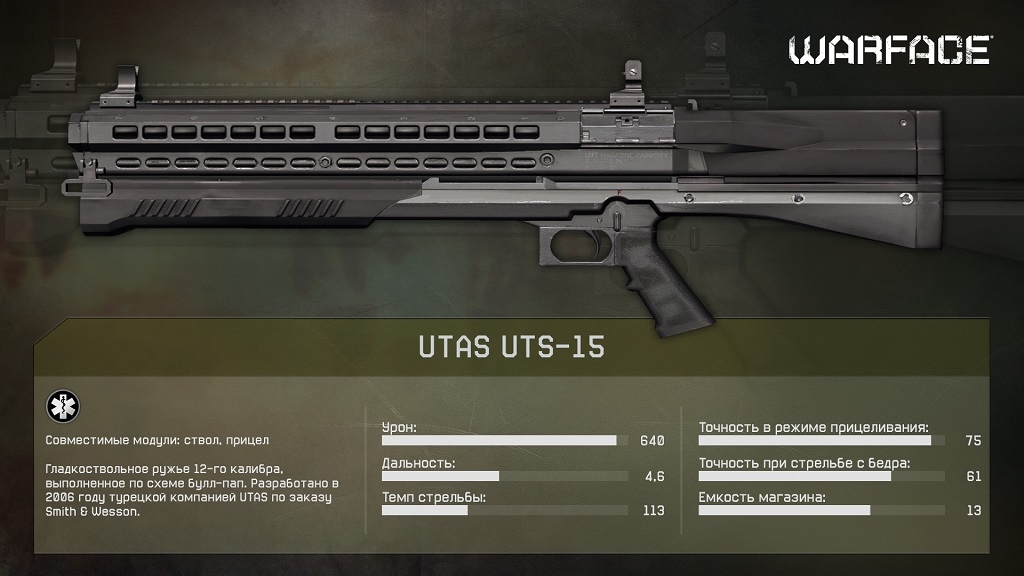 WARFACE
UTAS UTS-15
Совместимые модули: ствол, прицел
Гладкоствольное ружье 12-го калибра,
выполненное по схеме булл-пап. Разработано в
2006 году турецкой компанией UTAS по заказу
Smith & Wesson.
Урон:
640
Дальность:
4.6
Темп стрельбы:
113
Точность в режиме прицеливания:
75
Точность при стрельбе с бедра:
61
Емкость магазина:
13